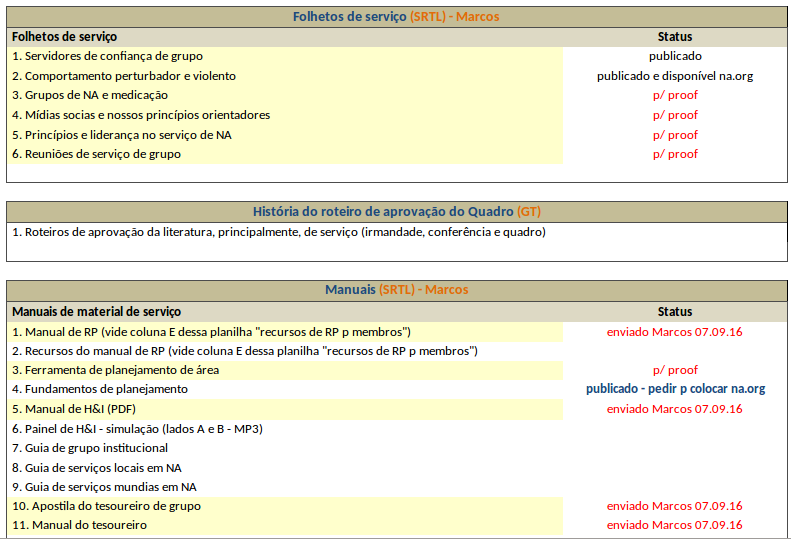 Folhetos de serviço (SRTL) - Marcos
Folhetos de serviço Status
1. Servidores de confiança de grupo publicado
2. Comportamento perturbador e violento publicado e disponível na.org
3. Grupos de NA e medicação p/ proof
4. Mídias socias e nossos princípios orientadores p/ proof
5. Princípios e liderança no serviço de NA p/ proof
6. Reuniões de serviço de grupo p/ proof
História do roteiro de aprovação do Quadro (GT)
1. Roteiros de aprovação da literatura, principalmente, de serviço (irmandade, conferência e quadro)
Manuais (SRTL) - Marcos
Manuais de material de serviço Status
1. Manual de RP (vide coluna E dessa planilha "recursos de RP p membros") enviado Marcos 07.09.16
2. Recursos do manual de RP (vide coluna E dessa planilha "recursos de RP p membros")
3. Ferramenta de planejamento de área p/ proof
4. Fundamentos de planejamento publicado - pedir p colocar na.org
5. Manual de H&I (PDF) enviado Marcos 07.09.16
6. Painel de H&I - simulação (lados A e B - MP3)
7. Guia de grupo institucional
8. Guia de serviços locais em NA
9. Guia de serviços mundias em NA
10. Apostila do tesoureiro de grupo enviado Marcos 07.09.16
11. Manual do tesoureiro enviado Marcos 07.09.16